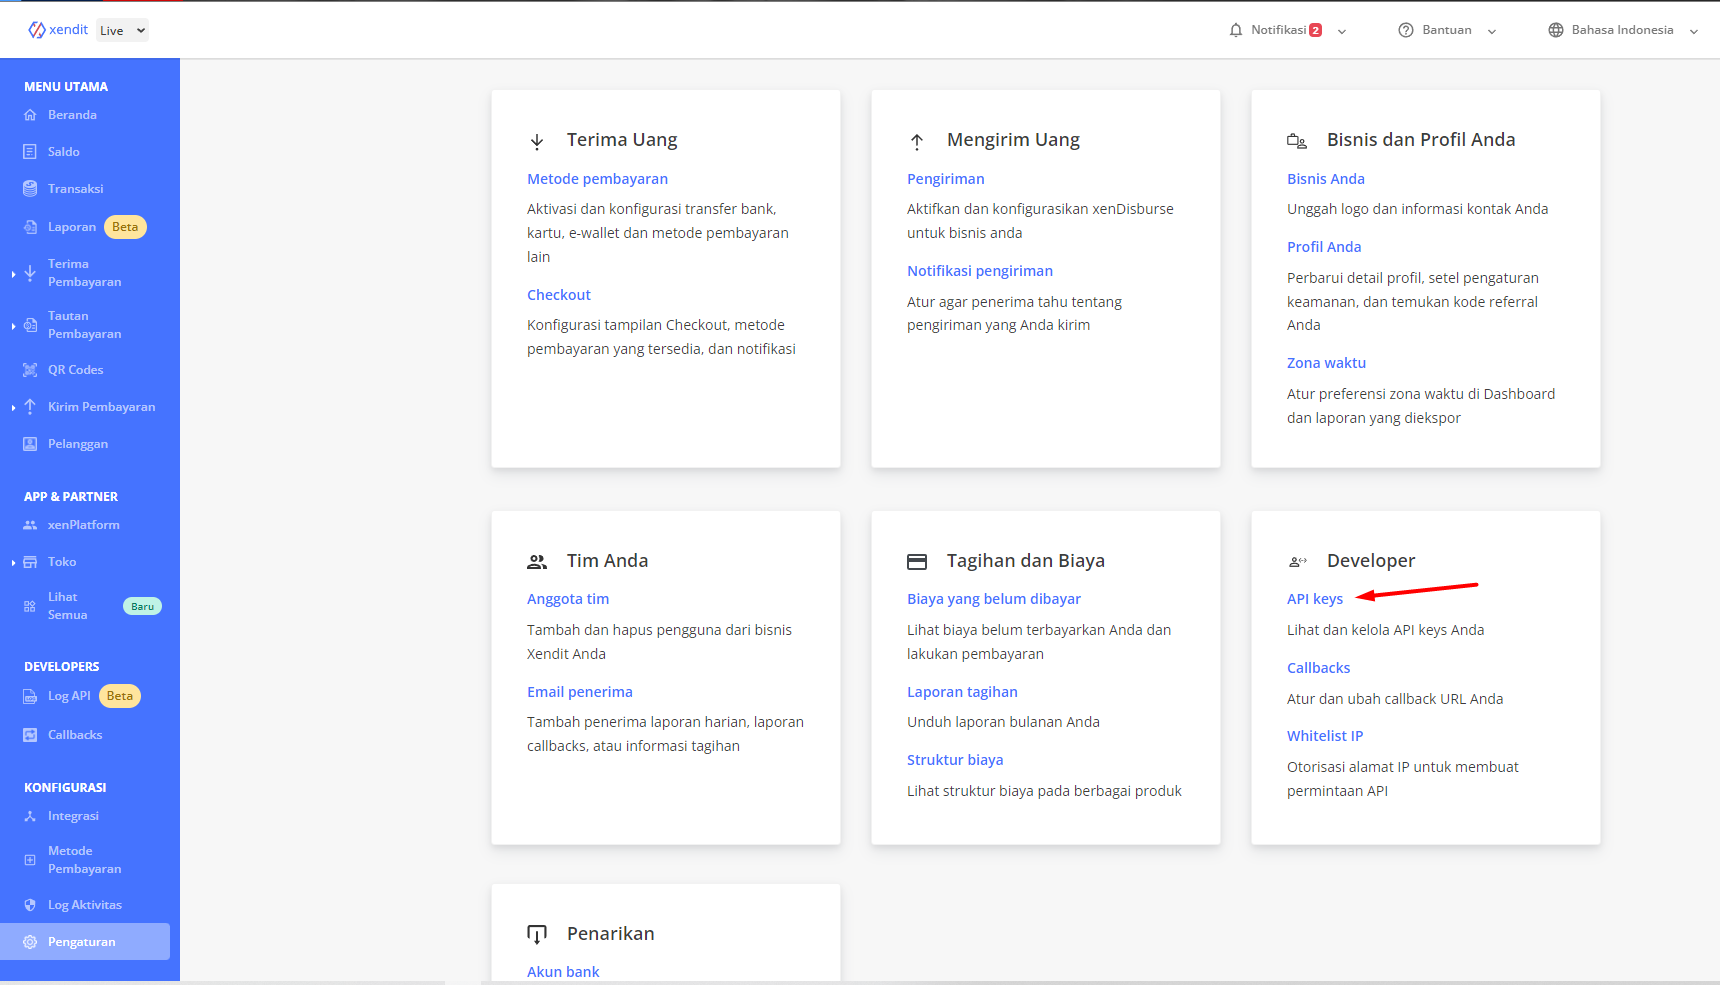 xendit
Live
Notifikasi 2
Bantuan
Bahasa Indonesia
MENU UTAMA
Beranda
Saldo
Transaksi
Laporan Beta
Terima
Pembayaran
Tautan
Pembayaran
QR Codes
Kirim Pembayaran
Pelanggan
APP & PARTNER
xenPlatform
Toko
Lihat
Semua
Baru
DEVELOPERS
Log API Beta
Callbacks
KONFIGURASI
Integrasi
Metode
Pembayaran
Log Aktivitas
Pengaturan
Terima Uang
Metode pembayaran
Aktivasi dan konfigurasi transfer bank,
kartu, e-wallet dan metode pembayaran
lain
Checkout
Konfigurasi tampilan Checkout, metode
pembayaran yang tersedia, dan notifikasi
Mengirim Uang
Pengiriman
Aktifkan dan konfigurasikan xenDisburse
untuk bisnis anda
Notifikasi pengiriman
Atur agar penerima tahu tentang
pengiriman yang Anda kirim
Bisnis dan Profil Anda
Bisnis Anda
Unggah logo dan informasi kontak Anda
Profil Anda
Perbarui detail profil, setel pengaturan
keamanan, dan temukan kode referral
Anda
Zona waktu
Atur preferensi zona waktu di Dashboard
dan laporan yang diekspor
Tim Anda
Anggota tim
Tambah dan hapus pengguna dari bisnis
Xendit Anda
Email penerima
Tambah penerima laporan harian, laporan
callbacks, atau informasi tagihan
Tagihan dan Biaya
Biaya yang belum dibayar
Lihat biaya belum terbayarkan Anda dan
lakukan pembayaran
Laporan tagihan
Unduh laporan bulanan Anda
Struktur biaya
Lihat struktur biaya pada berbagai produk
Developer
API keys
Lihat dan kelola API keys Anda
Callbacks
Atur dan ubah callback URL Anda
Whitelist IP
Otorisasi alamat IP untuk membuat
permintaan API
Penarikan
Akun bank